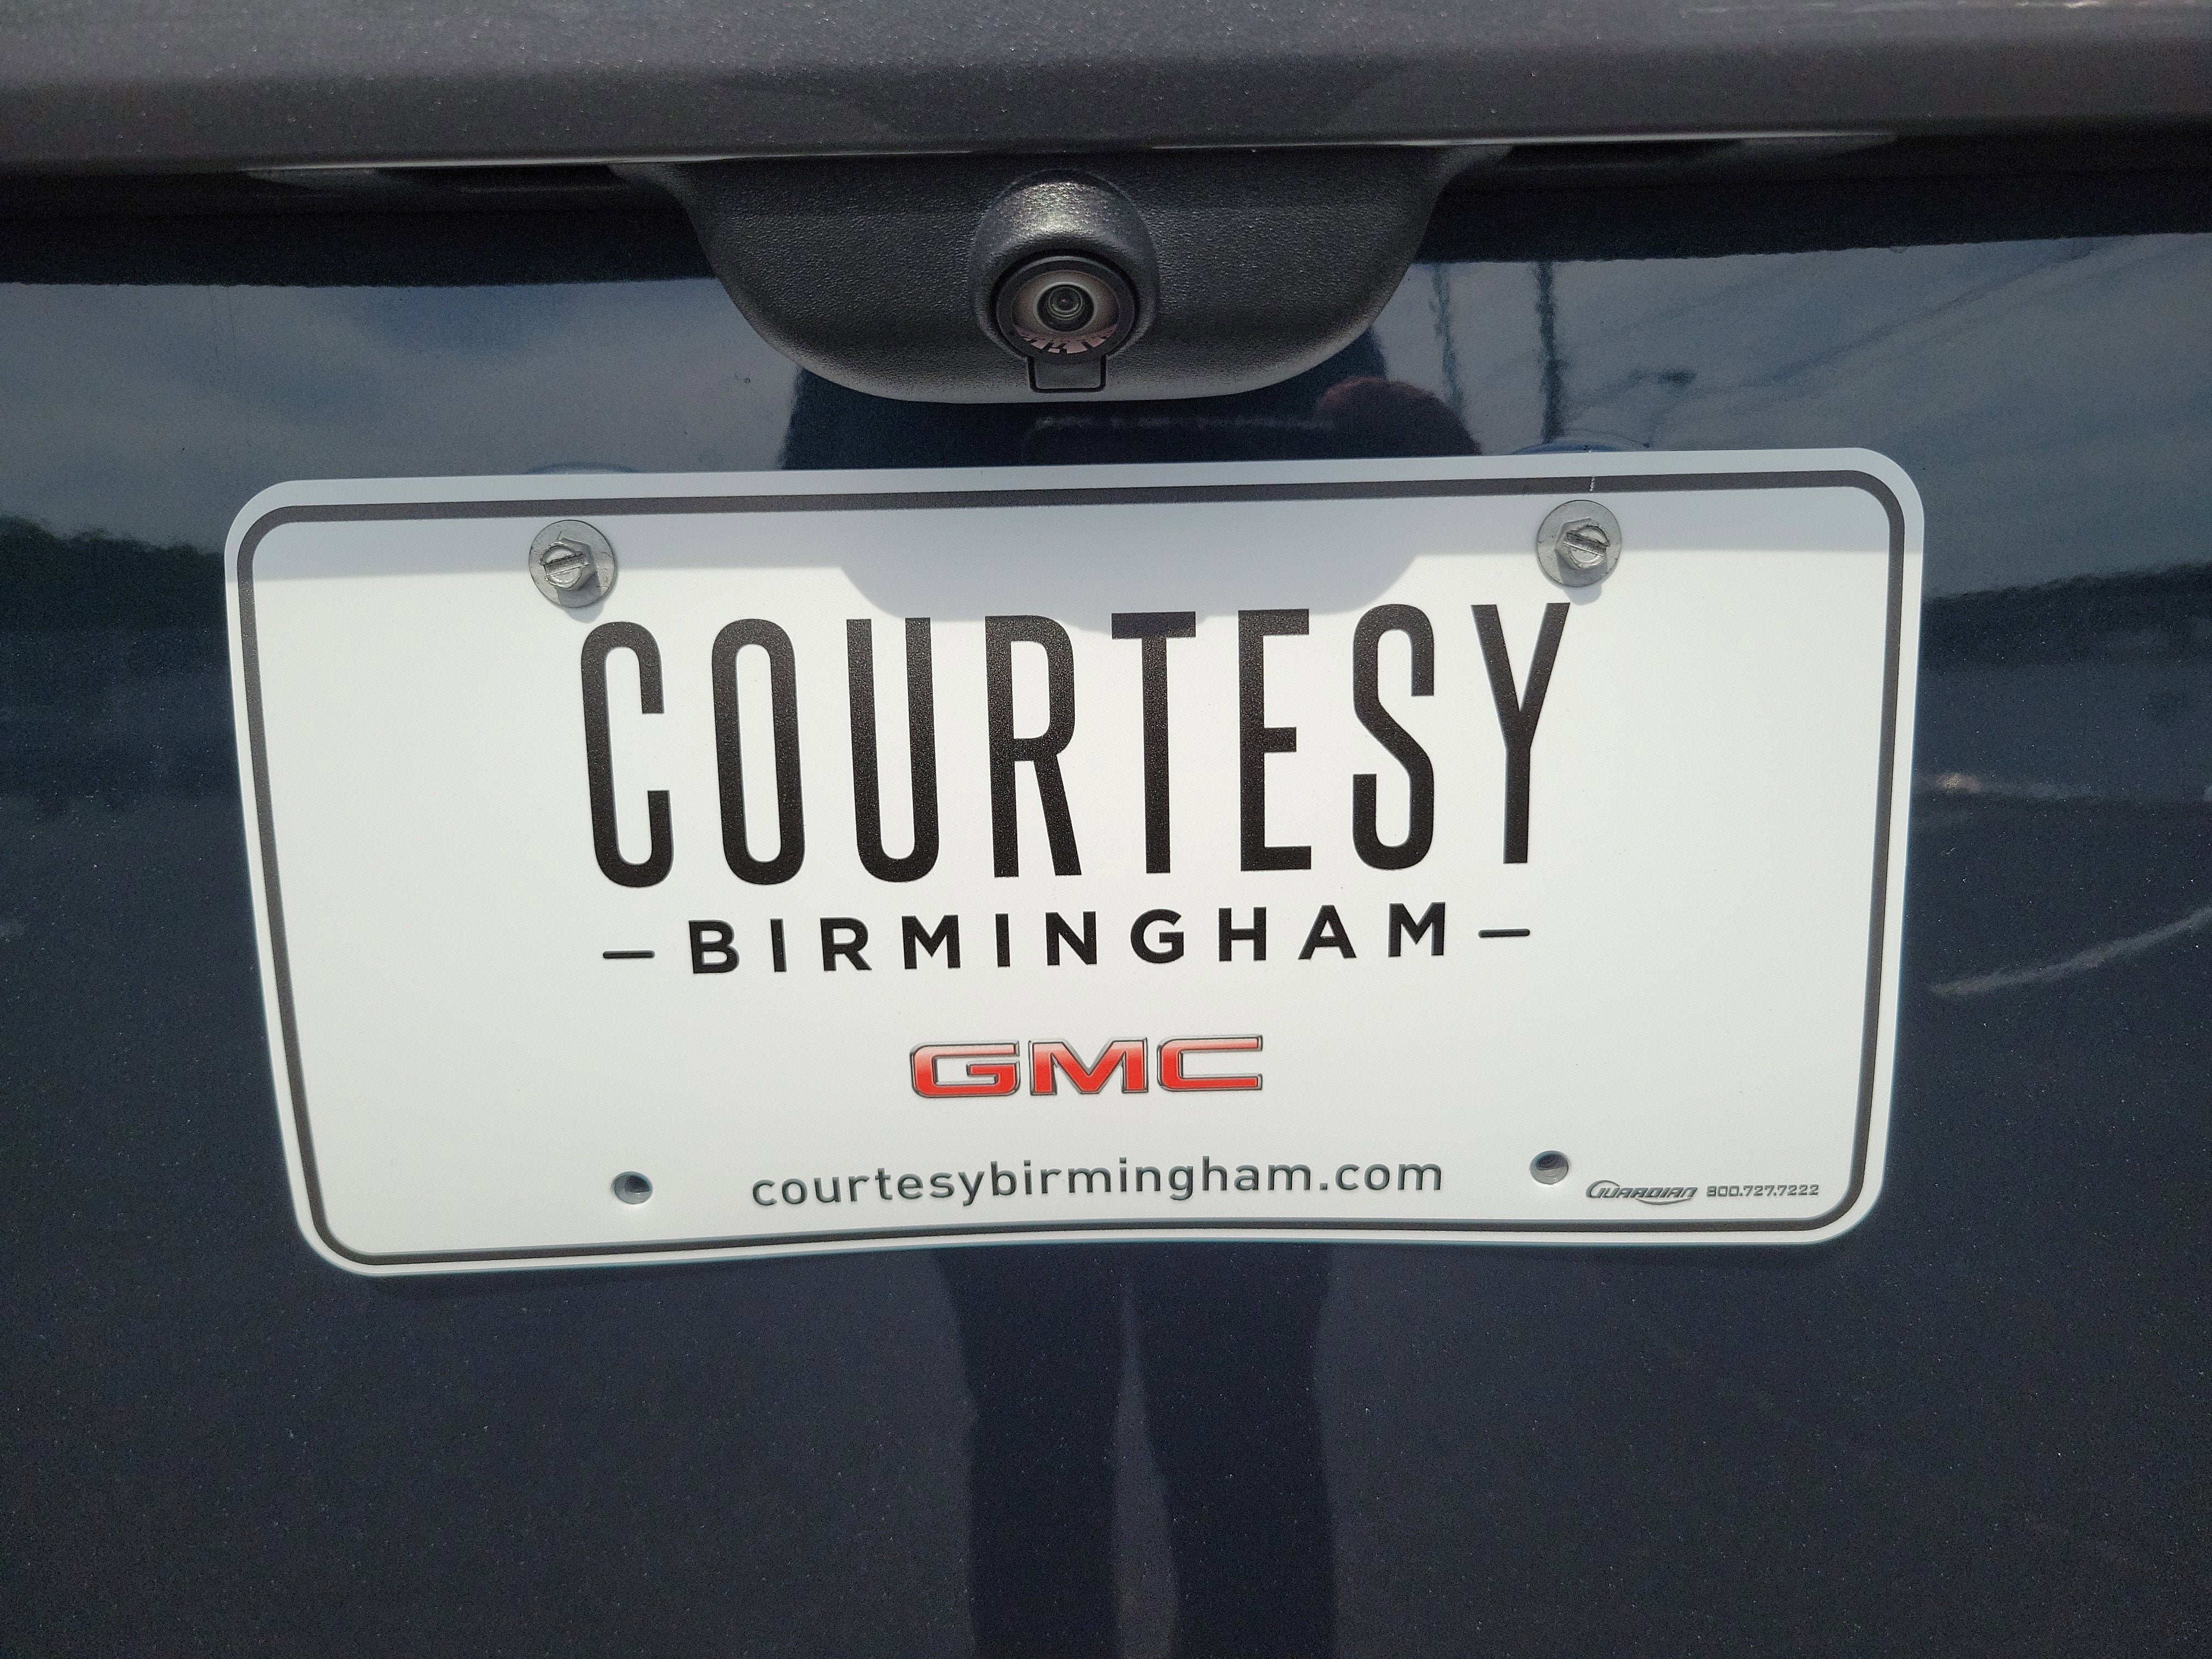 COURTESY
—BIRMINGHAM—
GMC
courtesybirmingham.com
GUARDIAN 800.727.7222